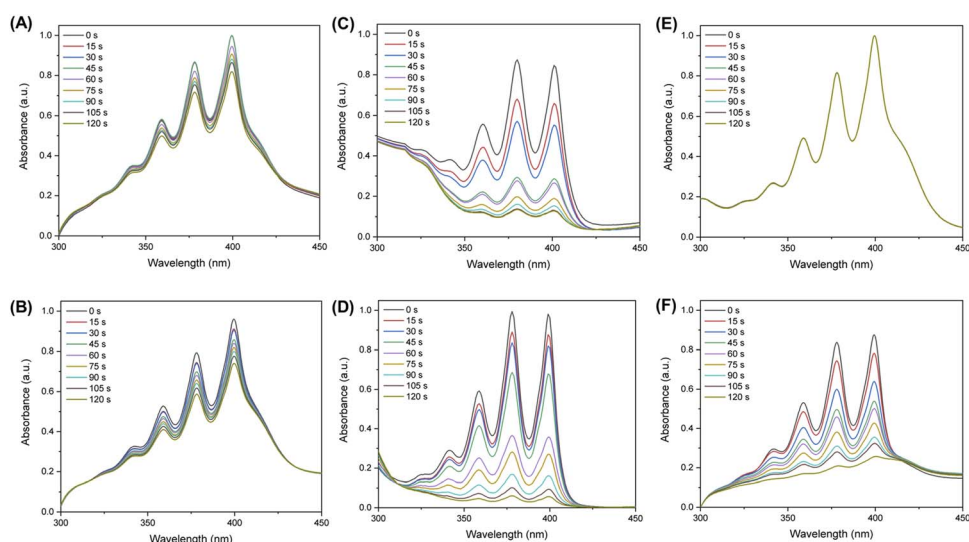 (A)
0 s
15 s
30 s
45 s
60 s
75 s
90 s
105 s
120 s
1.0
0.8
0.6
0.4
0.2
0.0
Absorbance (a.u.)
300 350 400 450
Wavelength (nm)
(C)
0 s
15 s
30 s
45 s
60 s
75 s
90 s
105 s
120 s
1.0
0.8
0.6
0.4
0.2
0.0
Absorbance (a.u.)
300 350 400 450
Wavelength (nm)
(E)
0 s
15 s
30 s
45 s
60 s
75 s
90 s
105 s
120 s
1.0
0.8
0.6
0.4
0.2
0.0
Absorbance (a.u.)
300 350 400 450
Wavelength (nm)
(B)
0 s
15 s
30 s
45 s
60 s
75 s
90 s
105 s
120 s
1.0
0.8
0.6
0.4
0.2
0.0
Absorbance (a.u.)
300 350 400 450
Wavelength (nm)
(D)
0 s
15 s
30 s
45 s
60 s
75 s
90 s
105 s
120 s
1.0
0.8
0.6
0.4
0.2
0.0
Absorbance (a.u.)
300 350 400 450
Wavelength (nm)
(F)
0 s
15 s
30 s
45 s
60 s
75 s
90 s
105 s
120 s
1.0
0.8
0.6
0.4
0.2
0.0
Absorbance (a.u.)
300 350 400 450
Wavelength (nm)